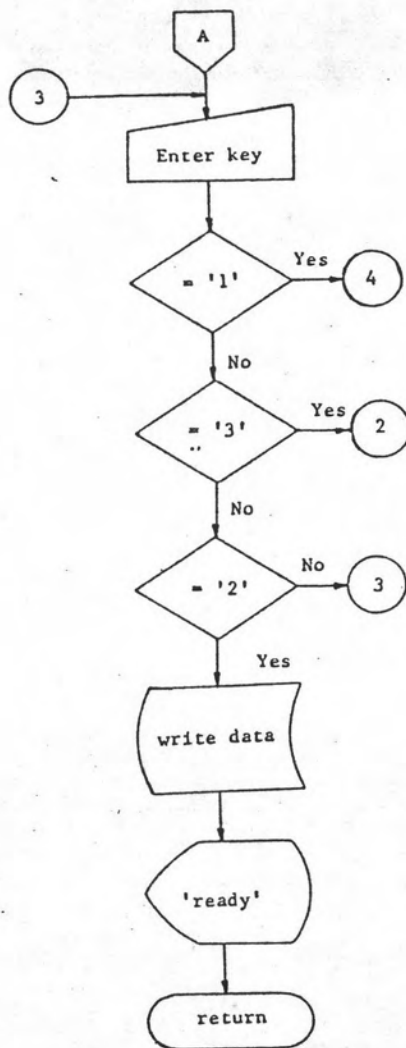 A
3
Enter key
= '1'
Yes
4
No
= '3'
Yes
2
No
= '2'
No
3
Yes
write data
'ready'
return